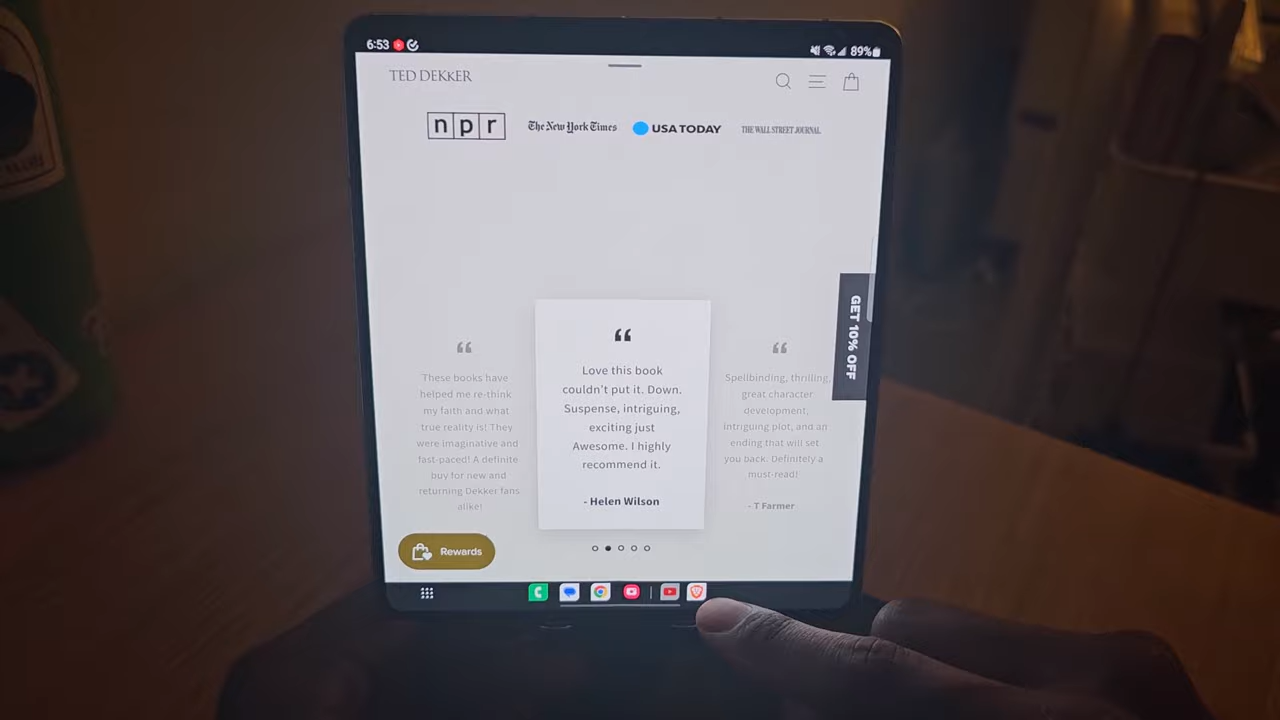 6:53
89%
TED DEKKER
npr
The New York Times
USA TODAY
THE WALL STREET JOURNAL
GET 10% OFF
“
These books have
helped me re-think
my faith and what
true reality is! They
were imaginative and
fast-paced! A definite
buy for new and
returning Dekker fans
alike!
“
Love this book
couldn't put it. Down.
Suspense, intriguing,
exciting just
Awesome. I highly
recommend it.
- Helen Wilson
“
Spellbinding, thrilling,
great character
development,
intriguing plot, and an
ending that will set
you back. Definitely a
must-read!
- T Farmer
Rewards